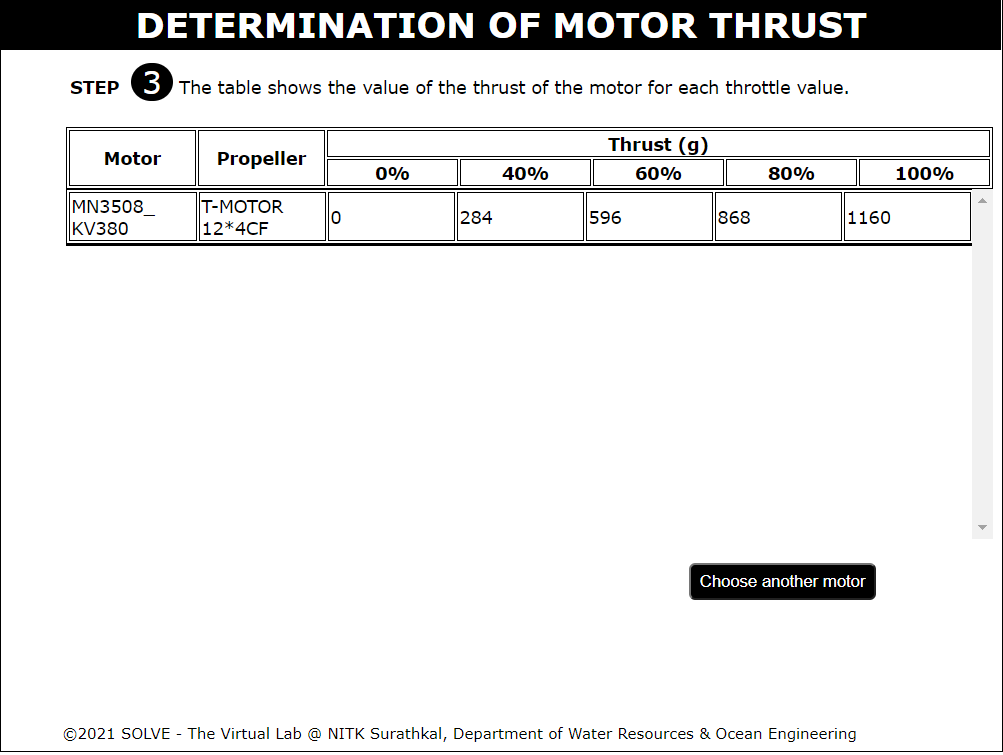 DETERMINATION OF MOTOR THRUST
STEP 3 The table shows the value of the thrust of the motor for each throttle value.
Motor Propeller Thrust (g)
0% 40% 60% 80% 100%
MN3508_ T-MOTOR
KV380 12*4CF 0 284 596 868 1160
Choose another motor
©2021 SOLVE - The Virtual Lab @ NITK Surathkal, Department of Water Resources & Ocean Engineering